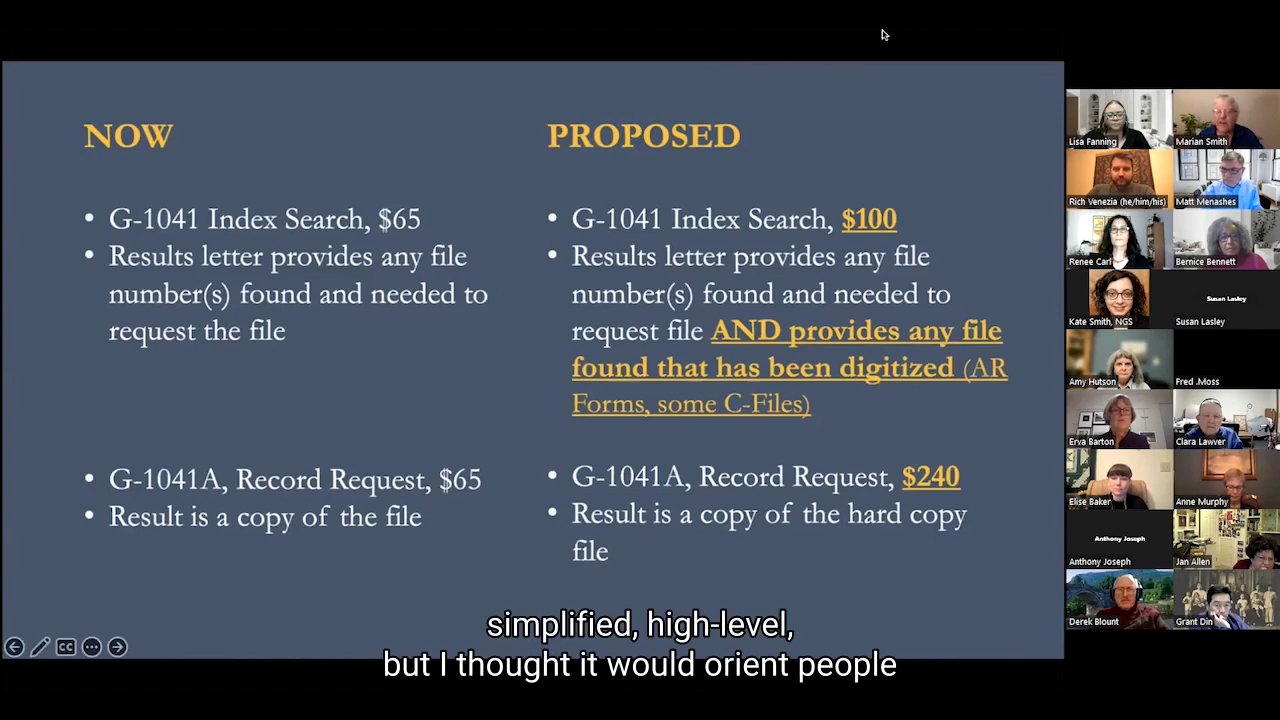 NOW
• G-1041 Index Search, $65
• Results letter provides any file
number(s) found and needed to
request the file
• G-1041A, Record Request, $65
• Result is a copy of the file
PROPOSED
• G-1041 Index Search, $100
• Results letter provides any file
number(s) found and needed to
request file AND provides any file
found that has been digitized (AR
Forms, some C-Files)
• G-1041A, Record Request, $240
• Result is a copy of the hard copy
file
CC
simplified, high-level,
but I thought it would orient people
Lisa Fanning
Marian Smith
Rich Venezia (he/him/his)
Matt Menashes
Renee Carl
Bernice Bennett
Kate Smith, NGS
Susan Lasley
Susan Lasley
Amy Hutson
Fred .Moss
Erva Barton
Clara Lawver
Elise Baker
Anne Murphy
Anthony Joseph
Anthony Joseph
Jan Allen
Derek Blount
Grant Din